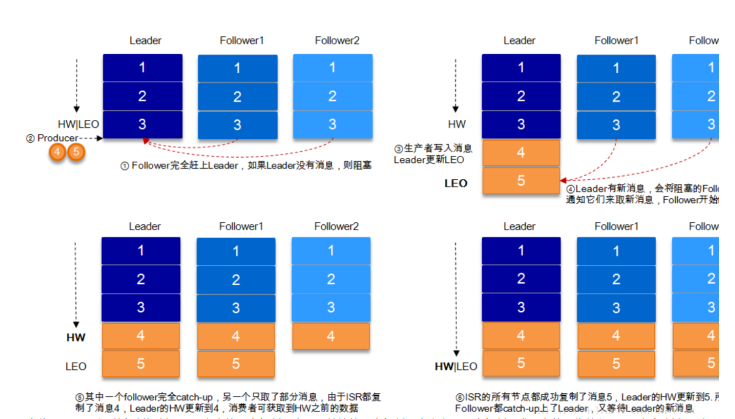 Leader Follower1 Follower2
1 1 1
2 2 2
3 3 3
HW|LEO
② Producer
4 5
① Follower完全赶上Leader，如果Leader没有消息，则阻塞
Leader Follower1 Follow
1 1 1
2 2 2
3 3 3
HW
③生产者写入消息
Leader更新LEO
4
5
LEO
④Leader有新消息，会将阻塞的Foll
通知它们来取新消息，Follower开始
Leader Follower1 Follower2
1 1 1
2 2 2
3 3 3
4 4 4
HW
5 5
LEO
⑤其中一个follower完全catch-up，另一个只取了部分消息，由于ISR都复
制了消息4，Leader的HW更新到4，消费者可获取到HW之前的数据
Leader Follower1 Follow
1 1 1
2 2 2
3 3 3
4 4 4
5 5 5
HW|LEO
⑥ISR的所有节点都成功复制了消息5，Leader的HW更新到5.
Follower都catch-up上了Leader，又等待Leader的新消息